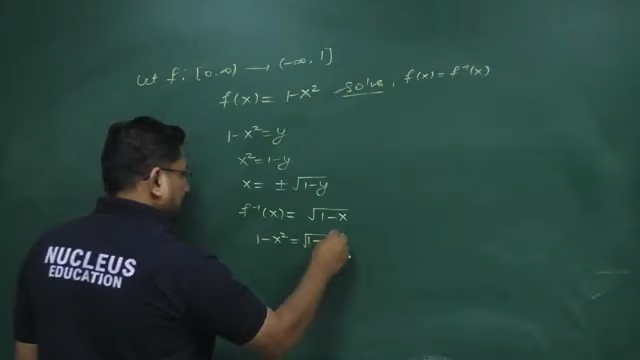 Let f: [0,∞) → (-∞, 1]
f(x) = 1-x² Solve, f(x) = f⁻¹(x)
1-x² = y
x² = 1-y
x = ± √1-y
f⁻¹(x) = √1-x
1-x² = √1-
NUCLEUS
EDUCATION